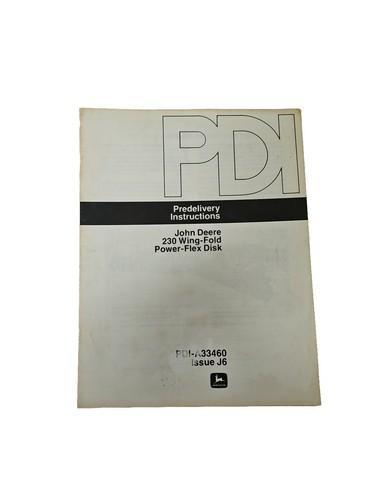 PDI
Predelivery
Instructions
John Deere
230 Wing-Fold
Power-Flex Disk
PDI-A33460
Issue J6